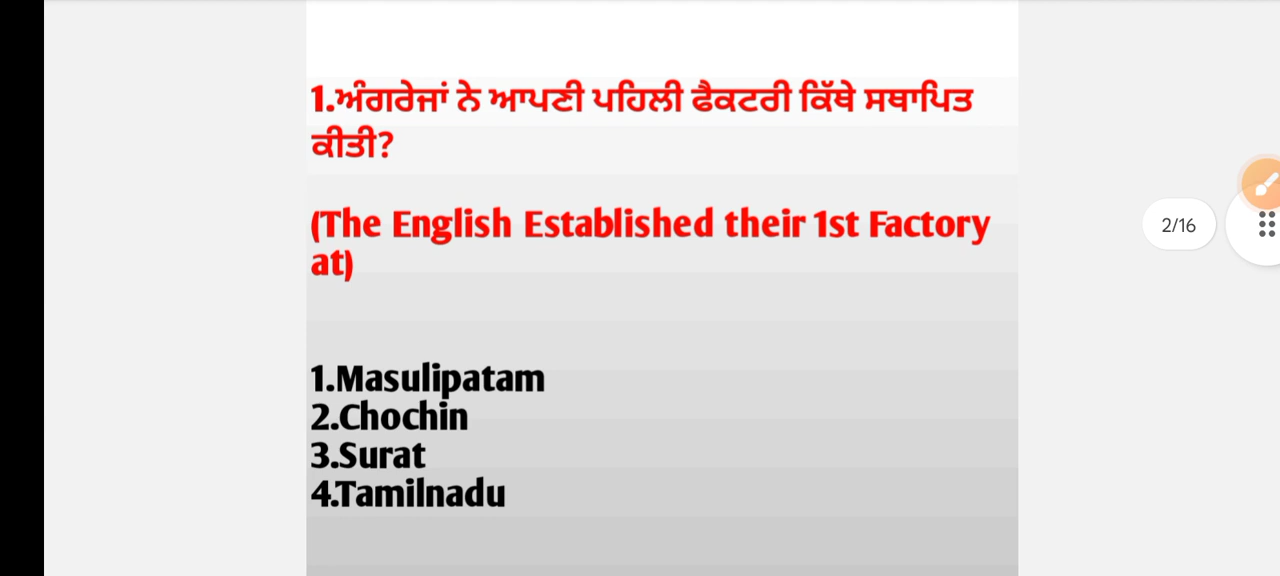 1.ਅੰਗਰੇਜਾਂ ਨੇ ਆਪਣੀ ਪਹਿਲੀ ਫੈਕਟਰੀ ਕਿੱਥੇ ਸਥਾਪਿਤ
ਕੀਤੀ?
(The English Established their 1st Factory
at)
1.Masulipatam
2.Chochin
3.Surat
4.Tamilnadu
2/16